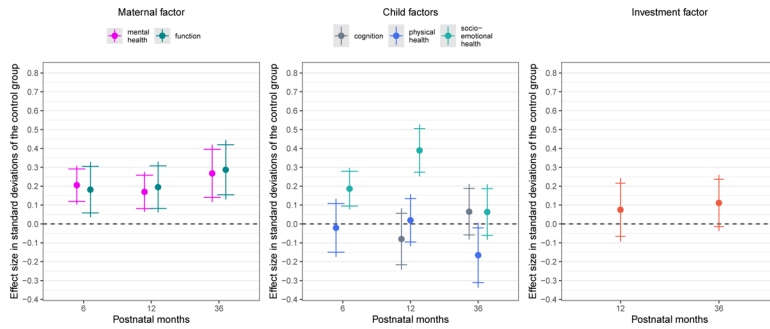 Maternal factor
mental
health
function
Effect size in standard deviations of the control group
0.8
0.7
0.6
0.5
0.4
0.3
0.2
0.1
0.0
−0.1
−0.2
−0.3
−0.4
6
12
36
Postnatal months
Child factors
cognition
physical
health
socio−
emotional
health
Effect size in standard deviations of the control group
0.8
0.7
0.6
0.5
0.4
0.3
0.2
0.1
0.0
−0.1
−0.2
−0.3
−0.4
6
12
36
Postnatal months
Investment factor
Effect size in standard deviations of the control group
0.8
0.7
0.6
0.5
0.4
0.3
0.2
0.1
0.0
−0.1
−0.2
−0.3
−0.4
12
36
Postnatal months